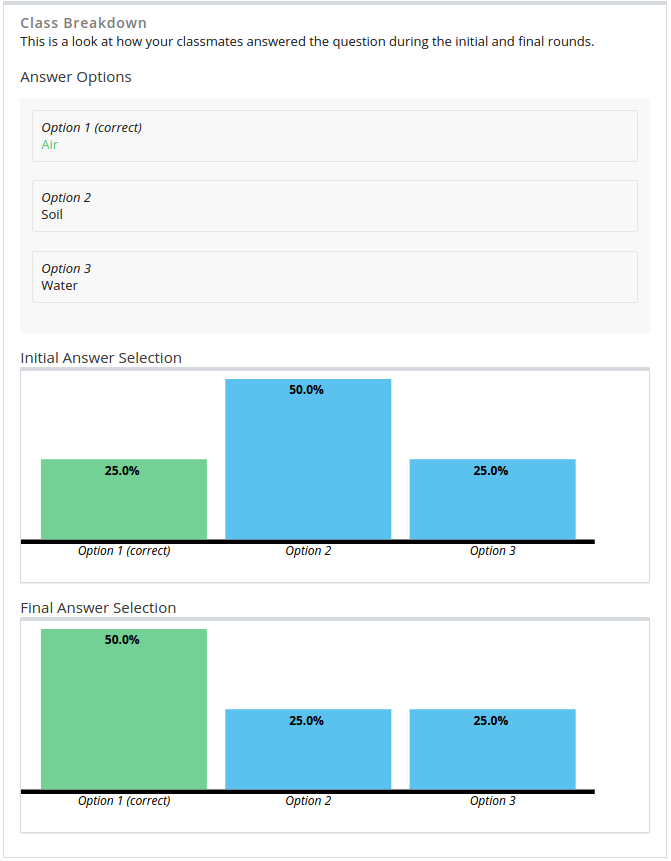 Class Breakdown
This is a look at how your classmates answered the question during the initial and final rounds.
Answer Options
Option 1 (correct)
Air
Option 2
Soil
Option 3
Water
Initial Answer Selection
25.0%
50.0%
25.0%
Option 1 (correct)
Option 2
Option 3
Final Answer Selection
50.0%
25.0%
25.0%
Option 1 (correct)
Option 2
Option 3